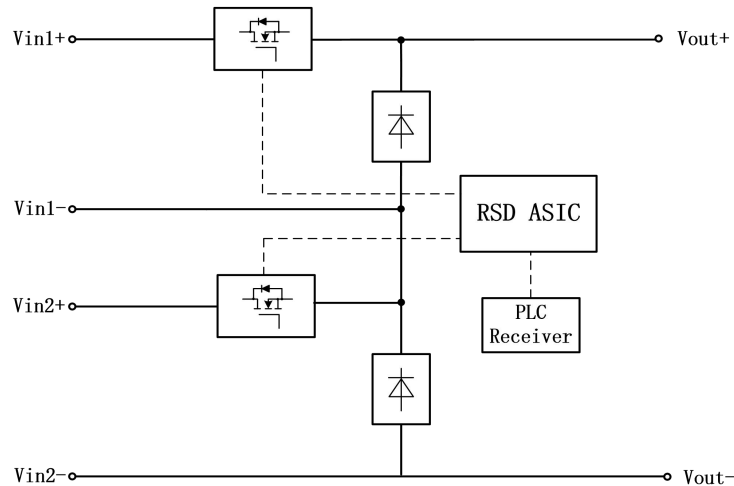 Vin1+
Vout+
Vin1-
RSD ASIC
Vin2+
PLC
Receiver
Vin2-
Vout-